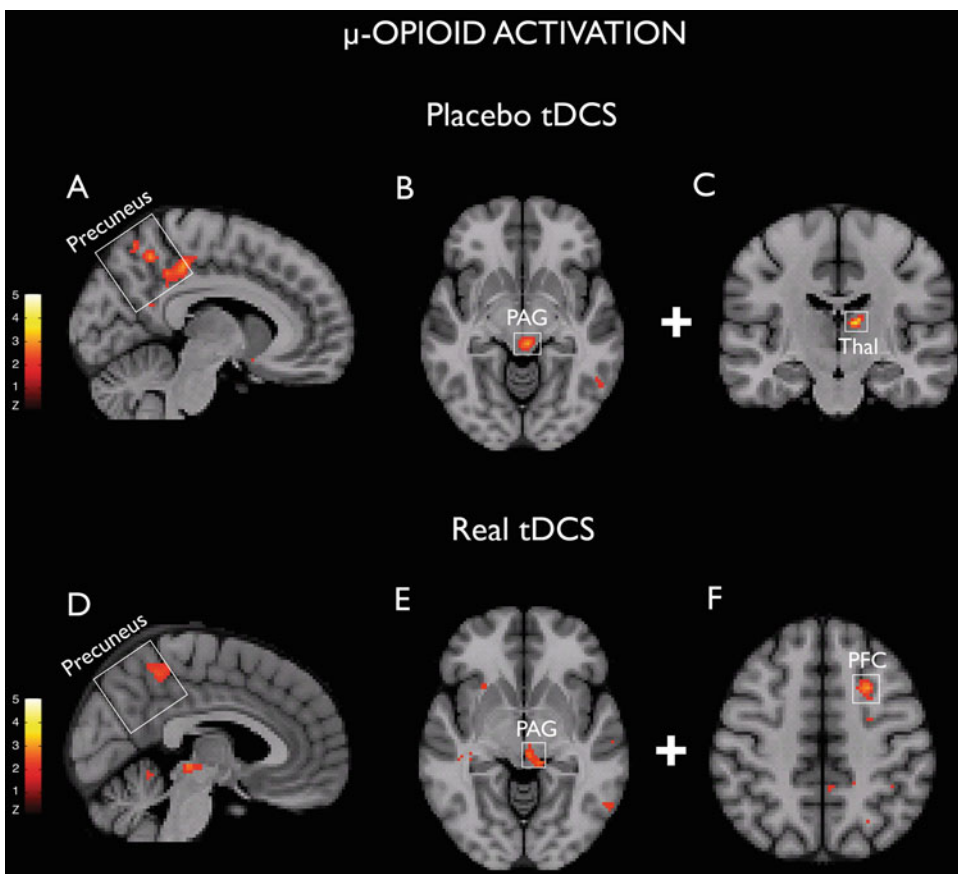 μ-OPIOID ACTIVATION
Placebo tDCS
A
B
C
Precuneus
PAG
Thal
+
5
4
3
2
1
Z
Real tDCS
D
E
F
Precuneus
PAG
PFC
+
5
4
3
2
1
Z